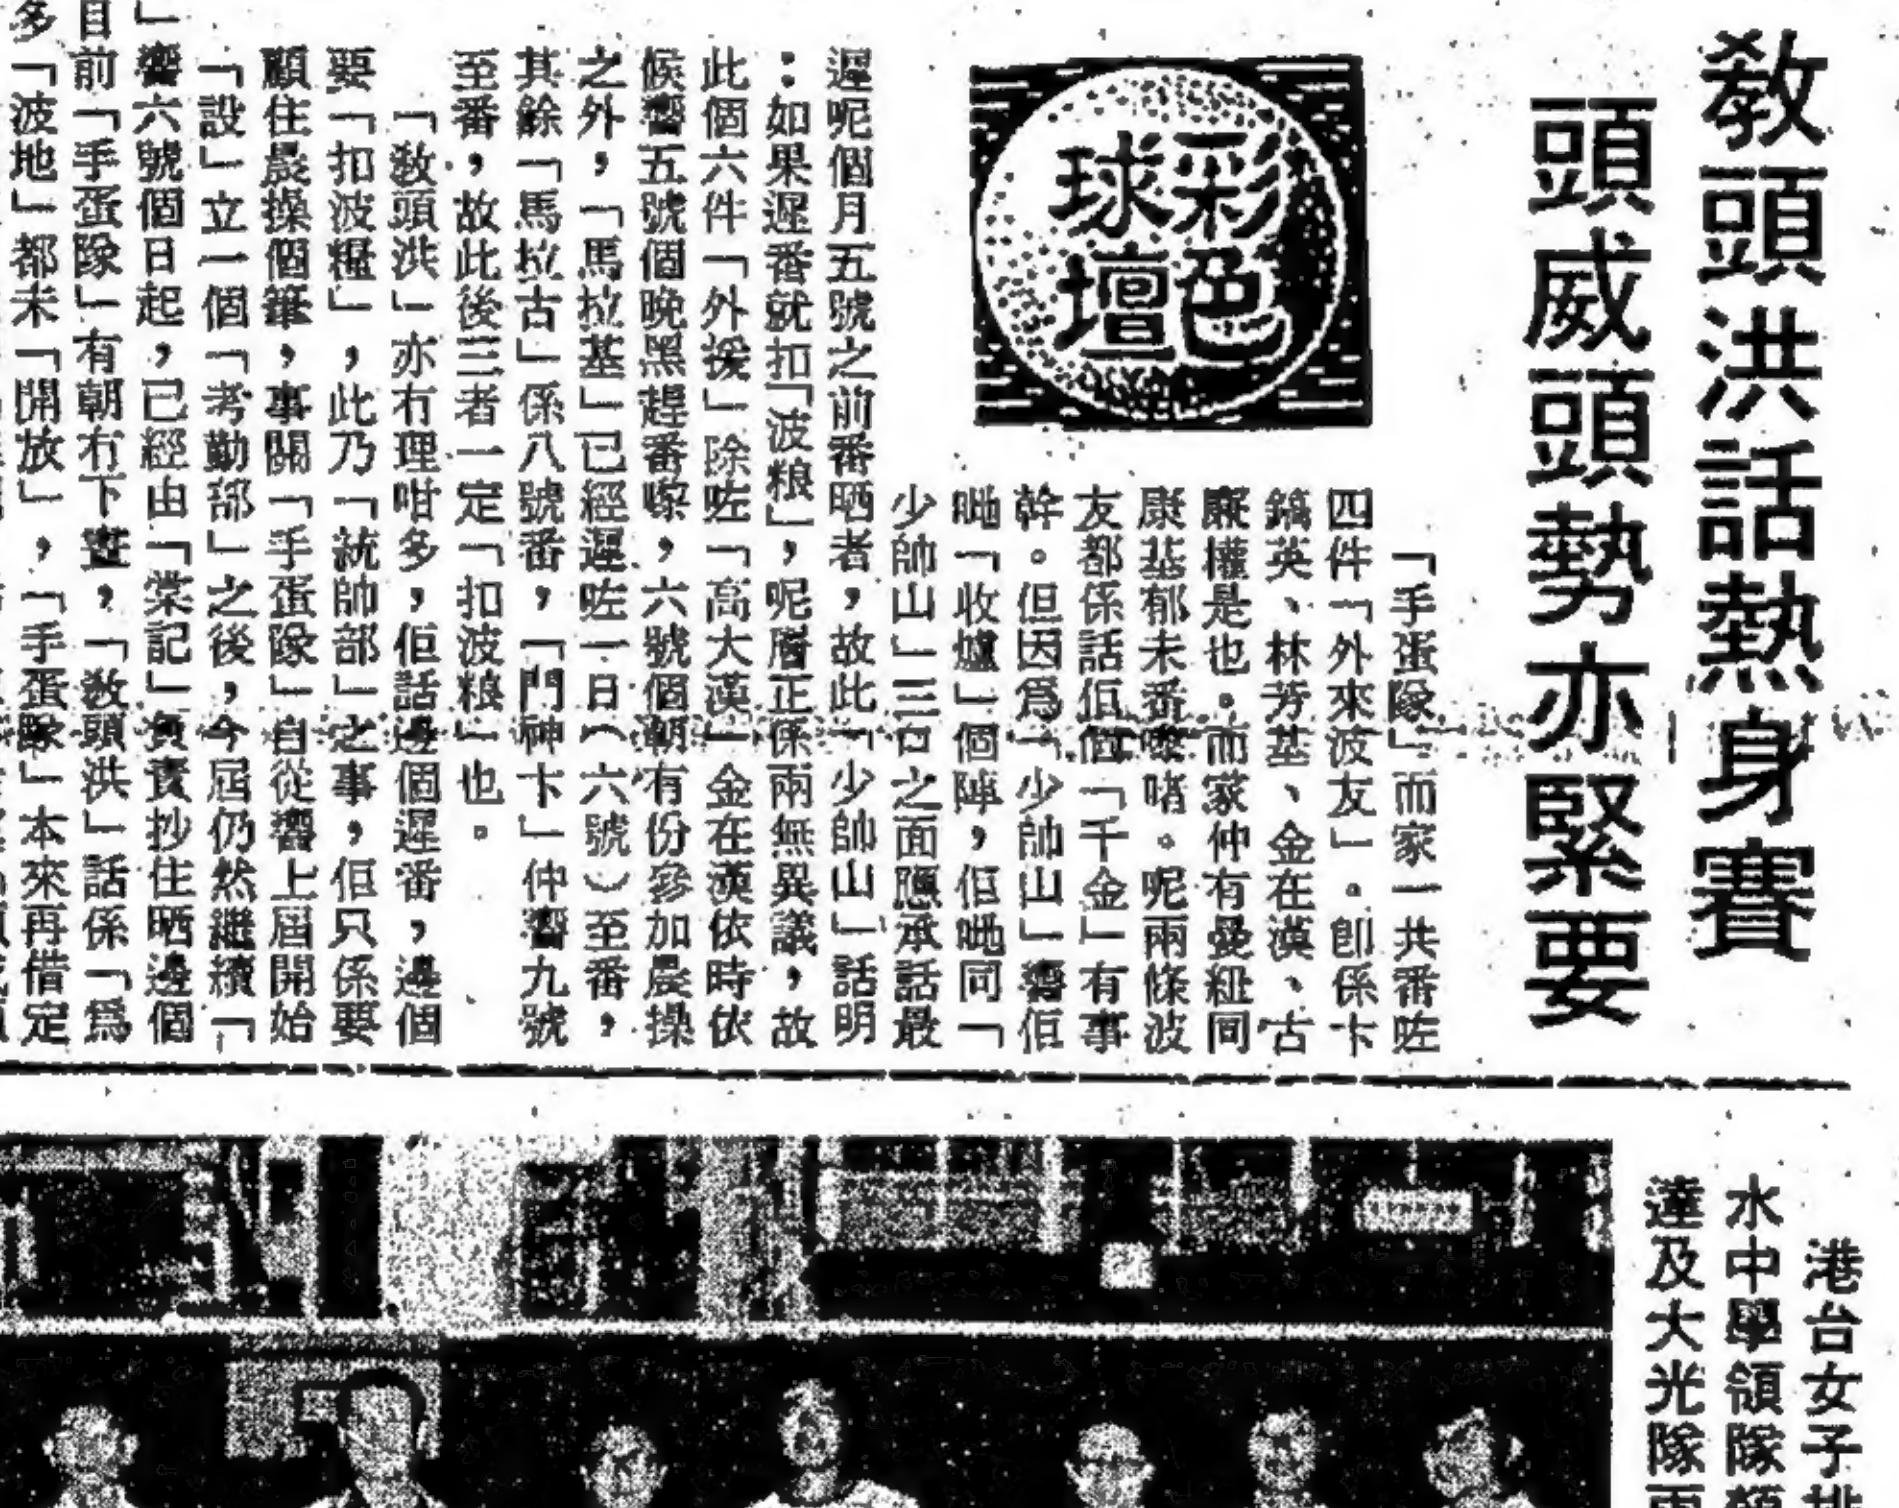 教頭洪話熱身賽
頭威頭勢亦緊要
彩色
球壇
「手蛋隊」而家一共番咗
四件「外來波友」。卽係卞
鎬英、林芳基、金在漢、古
廉權是也。而家仲有曼紐同
康基郁未番嚟啫。呢兩條波
友都係話佢個「千金」有事
幹。但因爲「少帥山」響佢
哋「收爐」個陣,佢哋同「
少帥山」三口之面應承話最
遲呢個月五號之前番晒者,故此「少帥山」話明
:如果遲番就扣「波粮」,呢層正係兩無異議,故
此個六件「外援」除咗「高大漢」金在漢依時依
候響五號個晚黑趕番嚟,六號個朝有份參加晨操
之外,「馬拉基」已經遲咗一日(六號)至番,
其餘「馬拉古」係八號番,「門神卞」仲響九號
至番,故此後三者一定「扣波粮」也。
「教頭洪」亦冇理咁多,佢話邊個遲番,邊個
要「扣波糧」,此乃「統帥部」之事,佢只係要
顧住晨操個筆,事關「手蛋隊」自從響上屆開始
「設」立一個「考勤部」之後,今屆仍然繼續「
」響六號個日起,已經由「棠記」負責抄住晒邊個
目前「手蛋隊」有朝冇下晝,「教頭洪」話係「爲
多「波地」都未「開放」,「手蛋隊」本來再借定
港台女子排
水中學領隊
達及大光隊